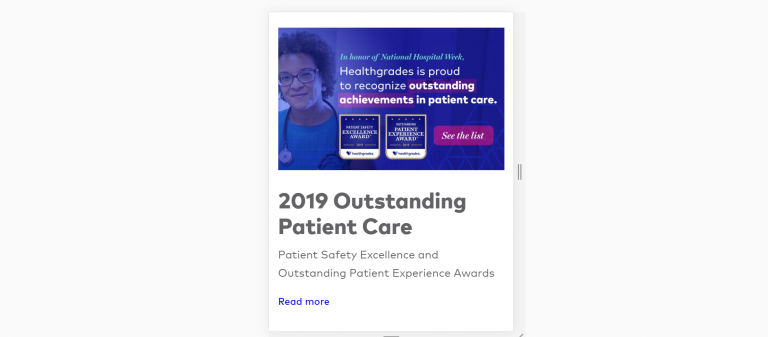 In honor of National Hospital Week,
Healthgrades is proud
to recognize outstanding
achievements in patient care.
PATIENT SAFETY
EXCELLENCE
AWARD™
2019
healthgrades.
OUTSTANDING
PATIENT
EXPERIENCE
AWARD™
2019
healthgrades.
See the list
2019 Outstanding
Patient Care
Patient Safety Excellence and
Outstanding Patient Experience Awards
Read more